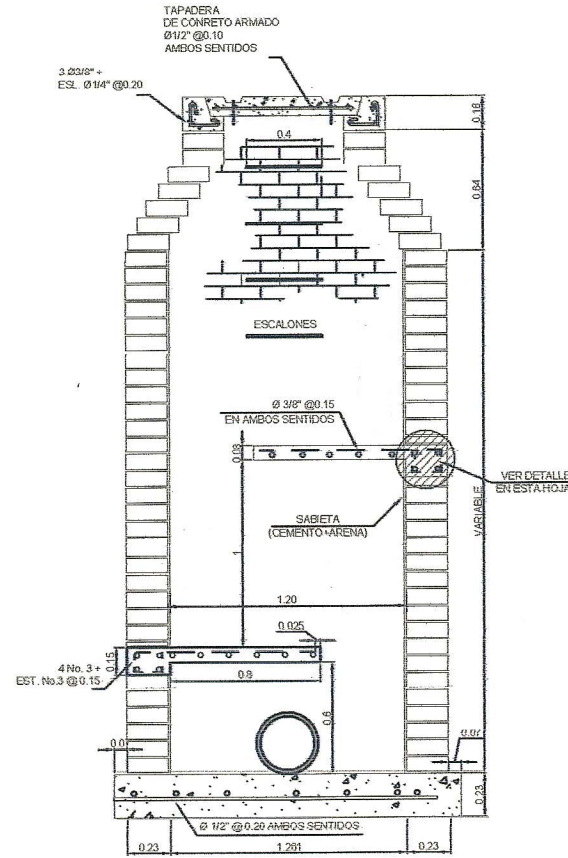 TAPADERA
DE CONRETO ARMADO
Ø1/2" @0.10
AMBOS SENTIDOS
3 Ø3/8" +
ESL. Ø1/4" @0.20
0.4
0.18
0.64
ESCALONES
Ø 3/8" @0.15
EN AMBOS SENTIDOS
0.08
VER DETALLE
EN ESTA HOJA
VARIABLE
SABIETA
(CEMENTO+ARENA)
1
1.20
0.025
0.15
4 No. 3 +
EST. No.3 @ 0.15
0.8
0.6
0.07
0.23
Ø 1/2" @ 0.20 AMBOS SENTIDOS
0.23
1.261
0.23